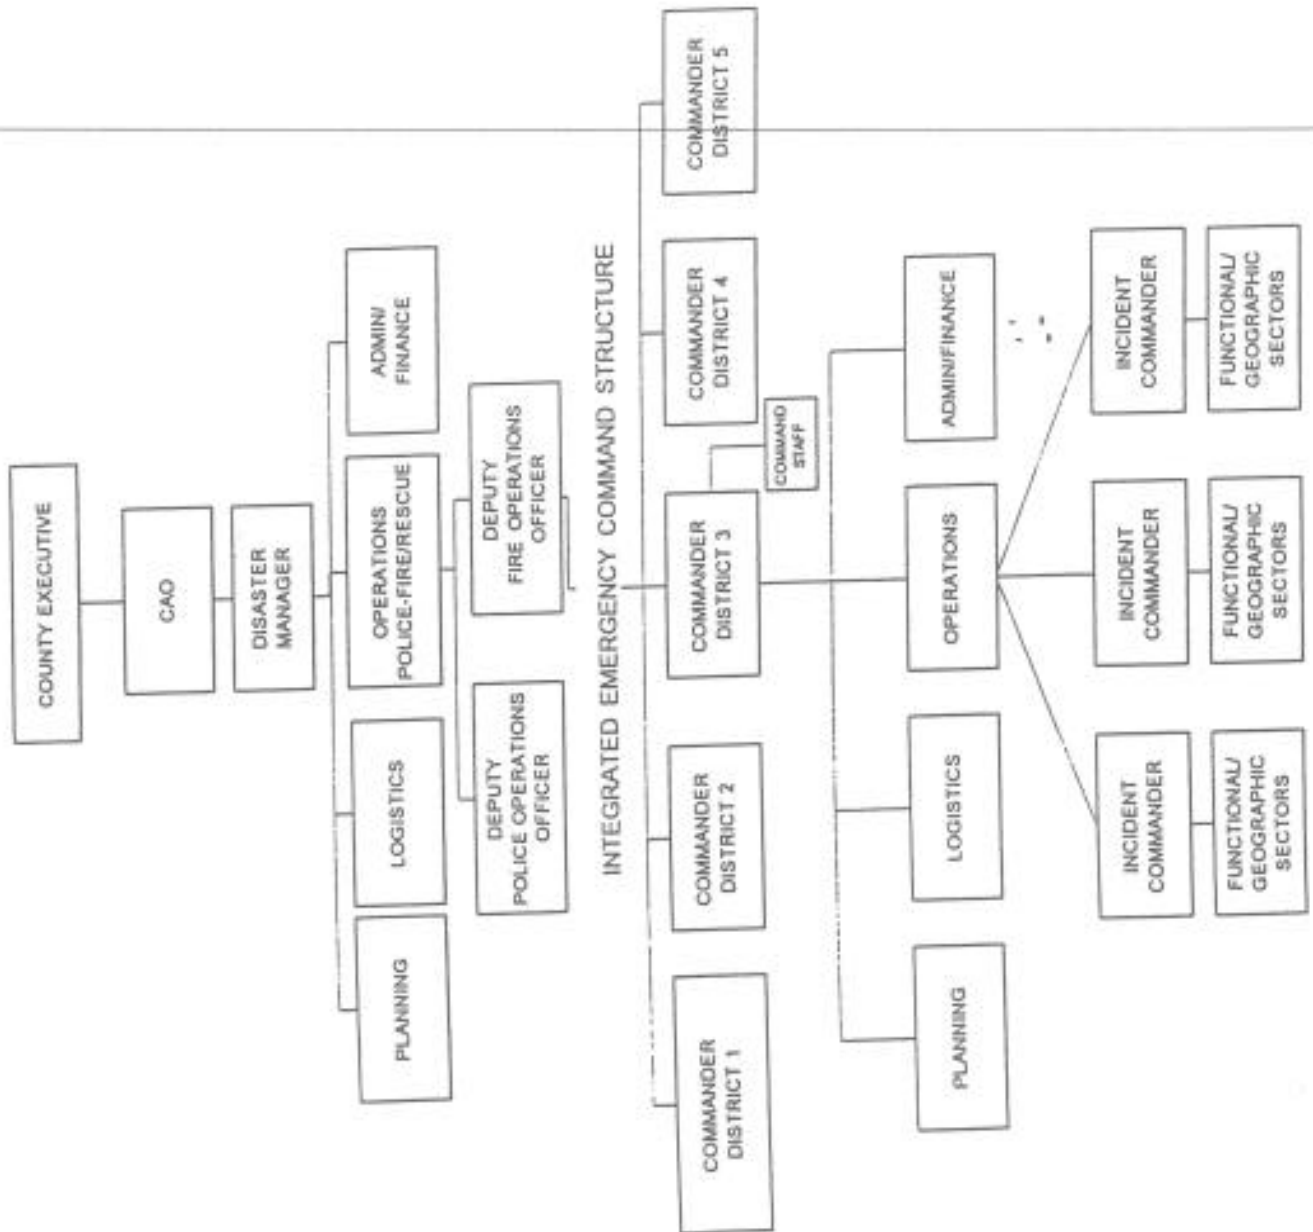 COUNTY EXECUTIVE
CAO
DISASTER
MANAGER
PLANNING
LOGISTICS
OPERATIONS
POLICE-FIRE/RESCUE
ADMIN/
FINANCE
DEPUTY
POLICE OPERATIONS
OFFICER
DEPUTY
FIRE OPERATIONS
OFFICER
INTEGRATED EMERGENCY COMMAND STRUCTURE
COMMANDER
DISTRICT 1
COMMANDER
DISTRICT 2
COMMANDER
DISTRICT 3
COMMANDER
DISTRICT 4
COMMANDER
DISTRICT 5
COMMAND
STAFF
PLANNING
LOGISTICS
OPERATIONS
ADMIN/FINANCE
INCIDENT
COMMANDER
INCIDENT
COMMANDER
INCIDENT
COMMANDER
FUNCTIONAL/
GEOGRAPHIC
SECTORS
FUNCTIONAL/
GEOGRAPHIC
SECTORS
FUNCTIONAL/
GEOGRAPHIC
SECTORS